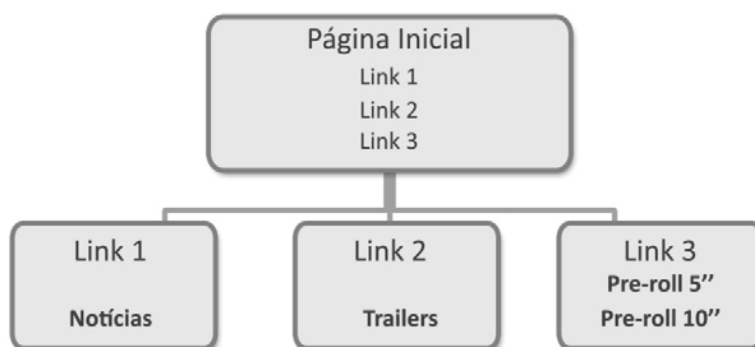 Página Inicial
Link 1
Link 2
Link 3
Link 1
Notícias
Link 2
Trailers
Link 3
Pre-roll 5’’
Pre-roll 10’’